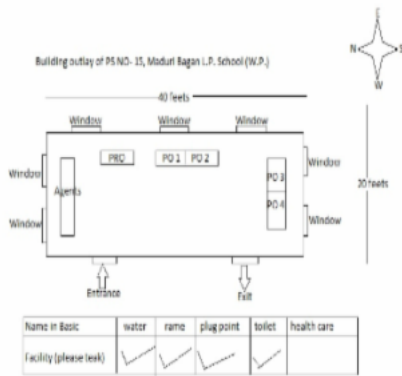 E
N S
W
Building outlay of PS NO- 15, Maduri Bagan L.P. School (W.P.)
40 feets
Window Window Window
Window PRO PO 1 PO 2 Window
Agents PO 3 20 feets
Window PO 4 Window
Entrance Exit
Name in Basic water rame plug point toilet health care
Facility (please teak)